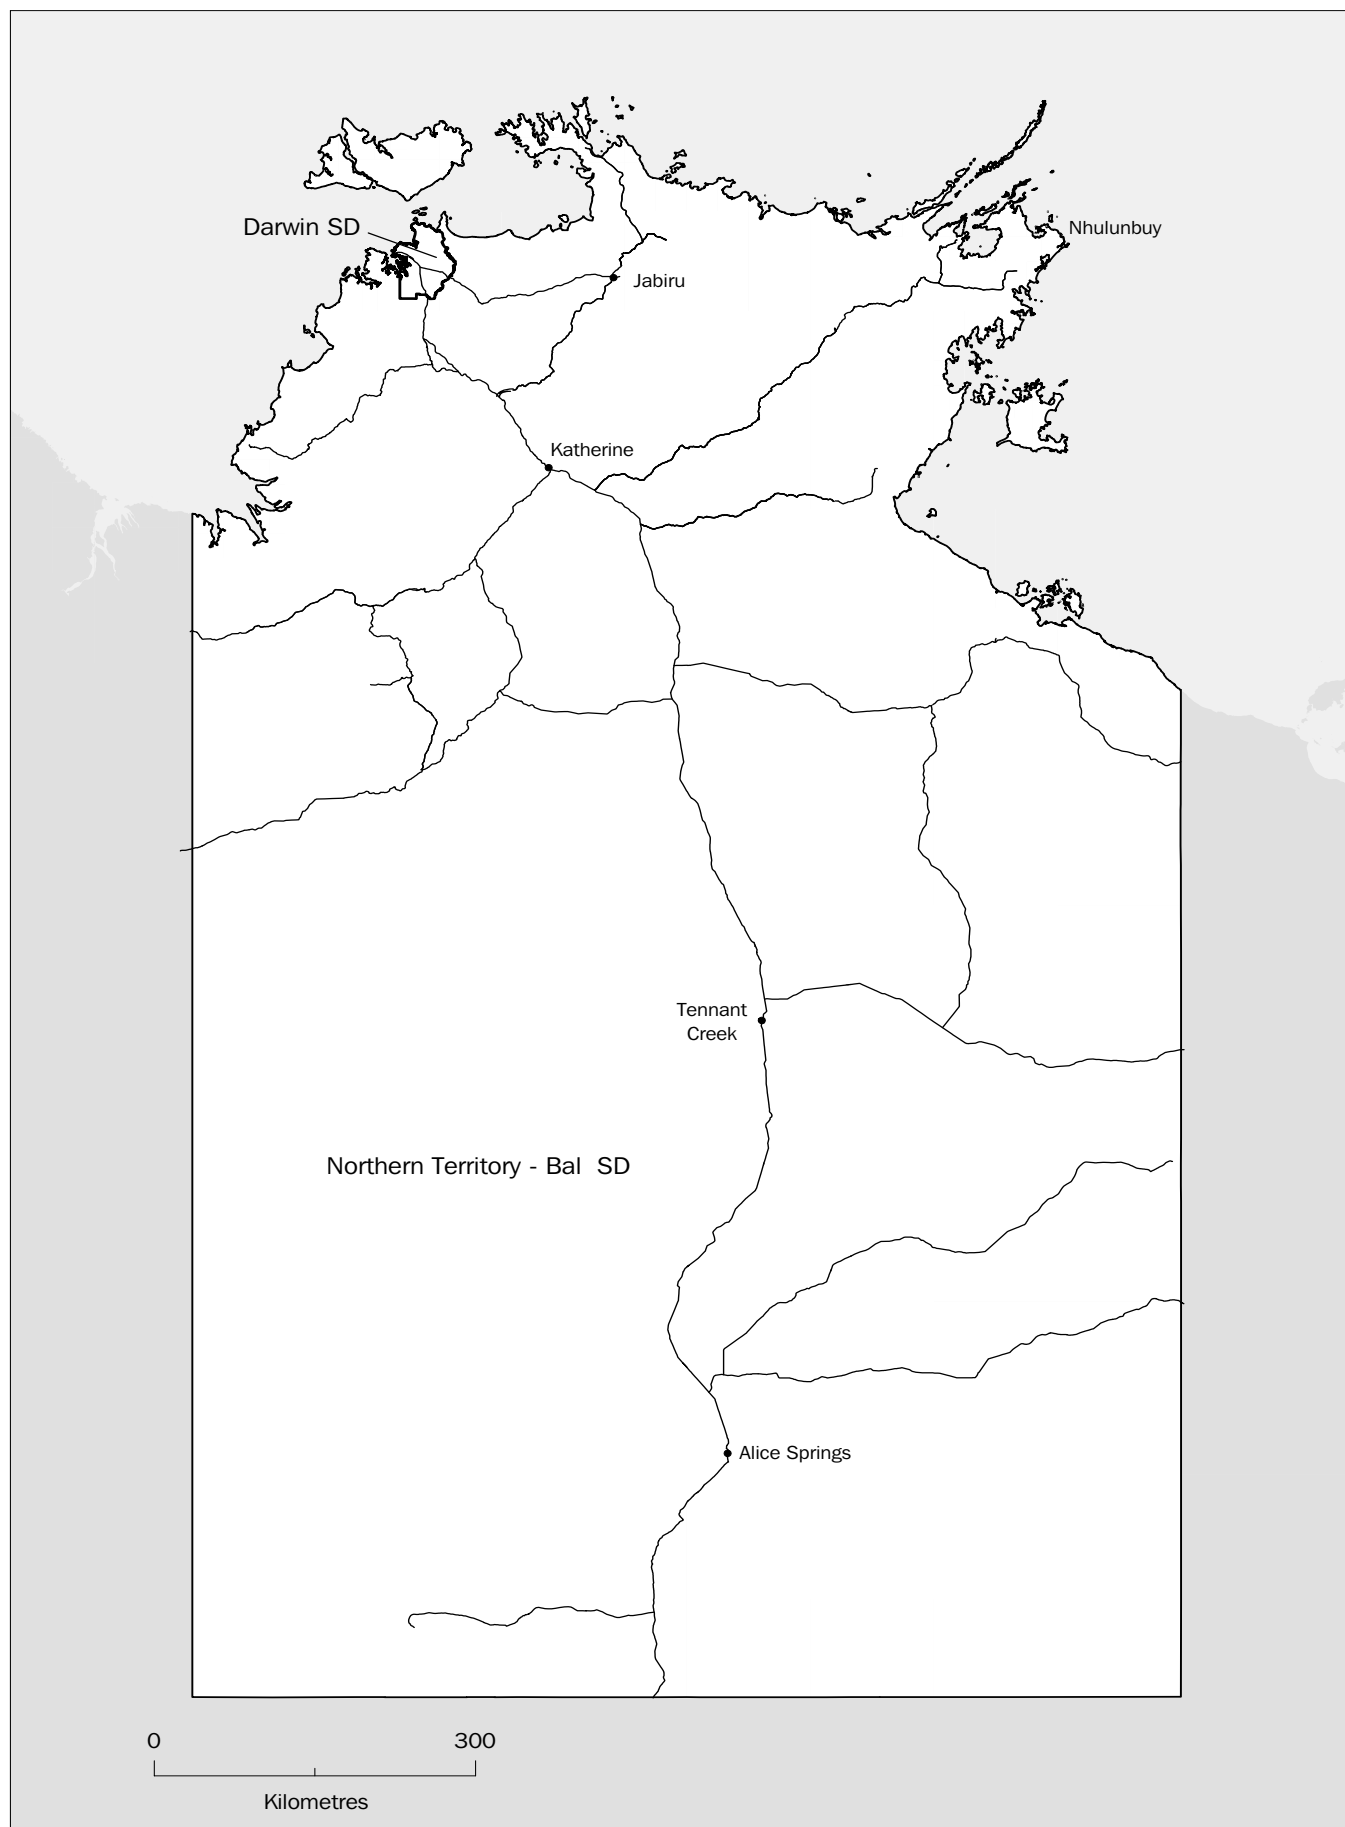 Darwin SD
Nhulunbuy
Jabiru
Katherine
Tennant
Creek
Northern Territory - Bal SD
Alice Springs
0 300
Kilometres